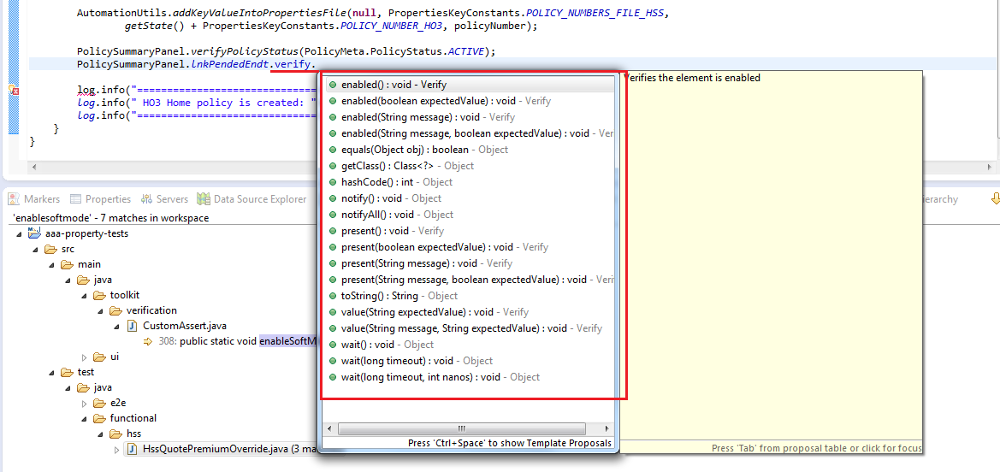 AutomationUtils.addKeyValueIntoPropertiesFile(null, PropertiesKeyConstants.POLICY_NUMBERS_FILE_HSS,
getState() + PropertiesKeyConstants.POLICY_NUMBER_HO3, policyNumber);
PolicySummaryPanel.verifyPolicyStatus(PolicyMeta.PolicyStatus.ACTIVE);
PolicySummaryPanel.lnkPendedEndt.verify.
log.info("==============================
log.info(" HO3 Home policy is created: "
log.info("==============================
}
}
enabled() : void - Verify
enabled(boolean expectedValue) : void - Verify
enabled(String message) : void - Verify
enabled(String message, boolean expectedValue) : void - Ver
equals(Object obj) : boolean - Object
getClass() : Class<?> - Object
hashCode() : int - Object
notify() : void - Object
notifyAll() : void - Object
present() : void - Verify
present(boolean expectedValue) : void - Verify
present(String message) : void - Verify
present(String message, boolean expectedValue) : void - Verif
toString() : String - Object
value(String expectedValue) : void - Verify
value(String message, String expectedValue) : void - Verify
wait() : void - Object
wait(long timeout) : void - Object
wait(long timeout, int nanos) : void - Object
Press 'Ctrl+Space' to show Template Proposals
Verifies the element is enabled
Press 'Tab' from proposal table or click for focus
Markers Properties Servers Data Source Explorer ierarchy
'enablesoftmode' - 7 matches in workspace
aaa-property-tests
src
main
java
toolkit
verification
CustomAssert.java
308: public static void enableSoftM
ui
test
java
e2e
functional
hss
HssQuotePremiumOverride.java (3 ma